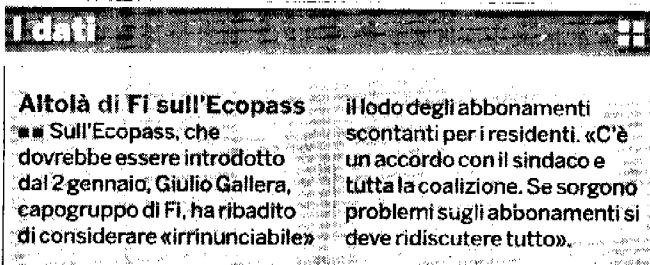 I dati
Altolà di Fi sull'Ecopass
Sull'Ecopass, che
dovrebbe essere introdotto
dal 2 gennaio, Giulio Gallera,
capogruppo di Fi, ha ribadito
di considerare «irrinunciabile»
il lodo degli abbonamenti
scontanti per i residenti. «C'è
un accordo con il sindaco e
tutta la coalizione. Se sorgono
problemi sugli abbonamenti si
deve ridiscutere tutto».